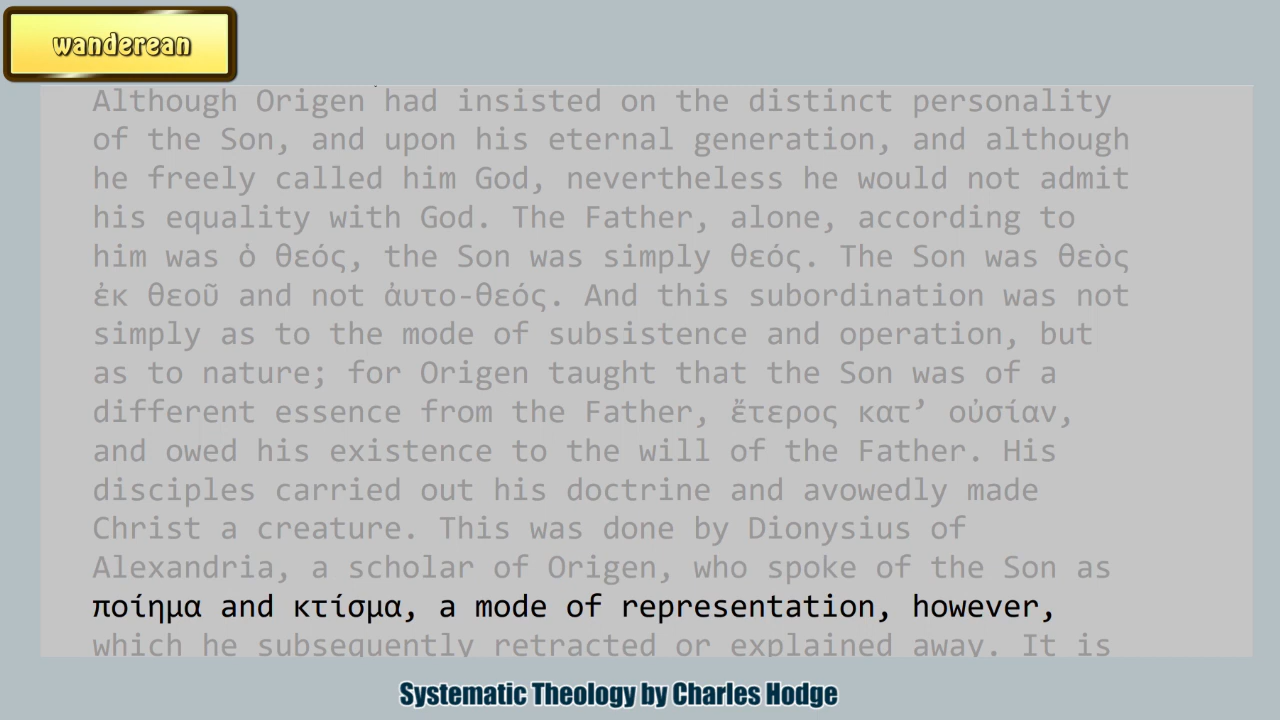 wanderean
Although Origen had insisted on the distinct personality
of the Son, and upon his eternal generation, and although
he freely called him God, nevertheless he would not admit
his equality with God. The Father, alone, according to
him was ὁ θεός, the Son was simply θεός. The Son was θεὸς
ἐκ θεοῦ and not ἀυτο-θεός. And this subordination was not
simply as to the mode of subsistence and operation, but
as to nature; for Origen taught that the Son was of a
different essence from the Father, ἕτερος κατ’ οὐσίαν,
and owed his existence to the will of the Father. His
disciples carried out his doctrine and avowedly made
Christ a creature. This was done by Dionysius of
Alexandria, a scholar of Origen, who spoke of the Son as
ποίημα and κτίσμα, a mode of representation, however,
which he subsequently retracted or explained away. It is
Systematic Theology by Charles Hodge